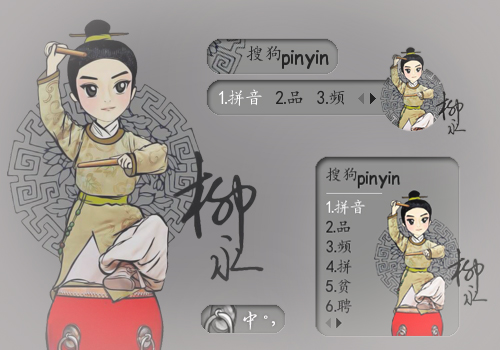 搜狗pinyin
1.拼音 2.品 3.频
柳永
搜狗pinyin
1.拼音
2.品
3.频
4.拼
5.贫
6.聘
柳永
柳永
中°,